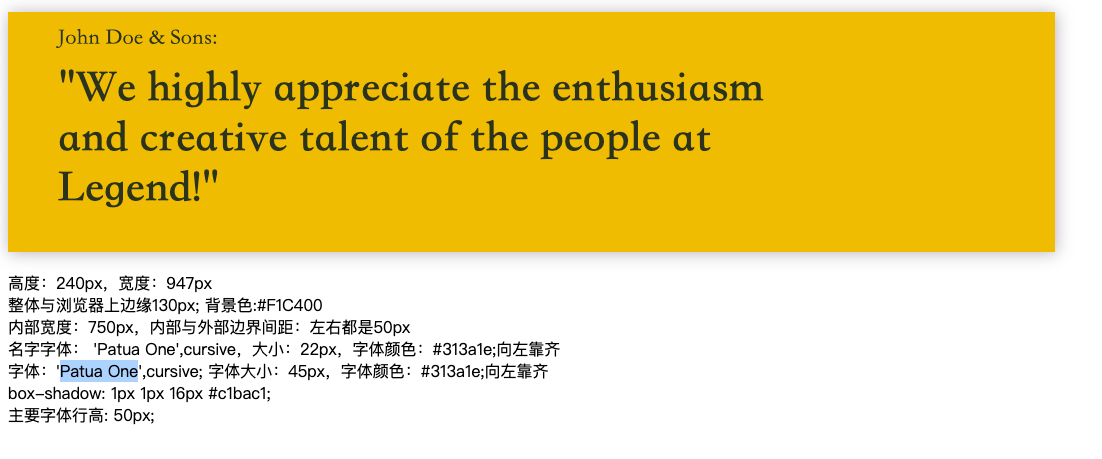 John Doe & Sons:
"We highly appreciate the enthusiasm
and creative talent of the people at
Legend!"
高度：240px，宽度：947px
整体与浏览器上边缘130px; 背景色:#F1C400
内部宽度：750px，内部与外部边界间距：左右都是50px
名字字体： 'Patua One',cursive，大小：22px，字体颜色：#313a1e;向左靠齐
字体：'Patua One',cursive; 字体大小：45px，字体颜色：#313a1e;向左靠齐
box-shadow: 1px 1px 16px #c1bac1;
主要字体行高: 50px;